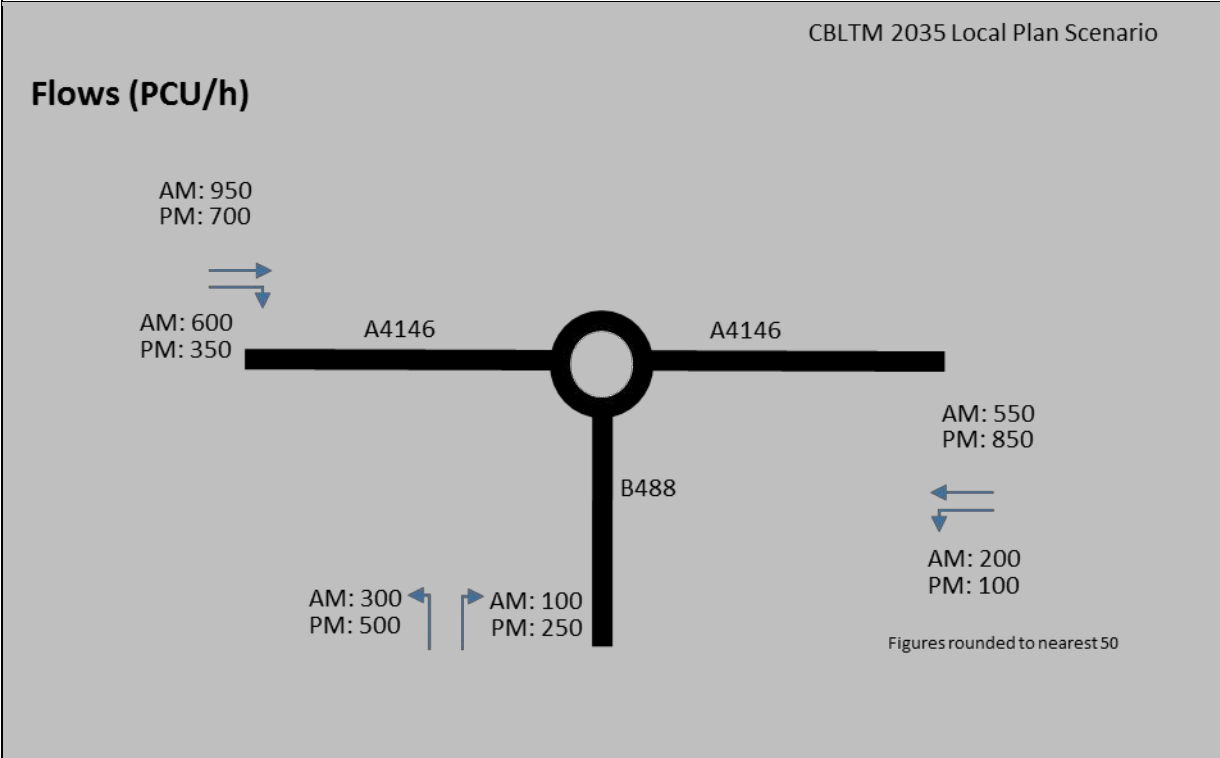 CBLTM 2035 Local Plan Scenario
Flows (PCU/h)
AM: 950
PM: 700
AM: 600
PM: 350
A4146
A4146
AM: 550
PM: 850
B488
AM: 200
PM: 100
AM: 300
PM: 500
AM: 100
PM: 250
Figures rounded to nearest 50